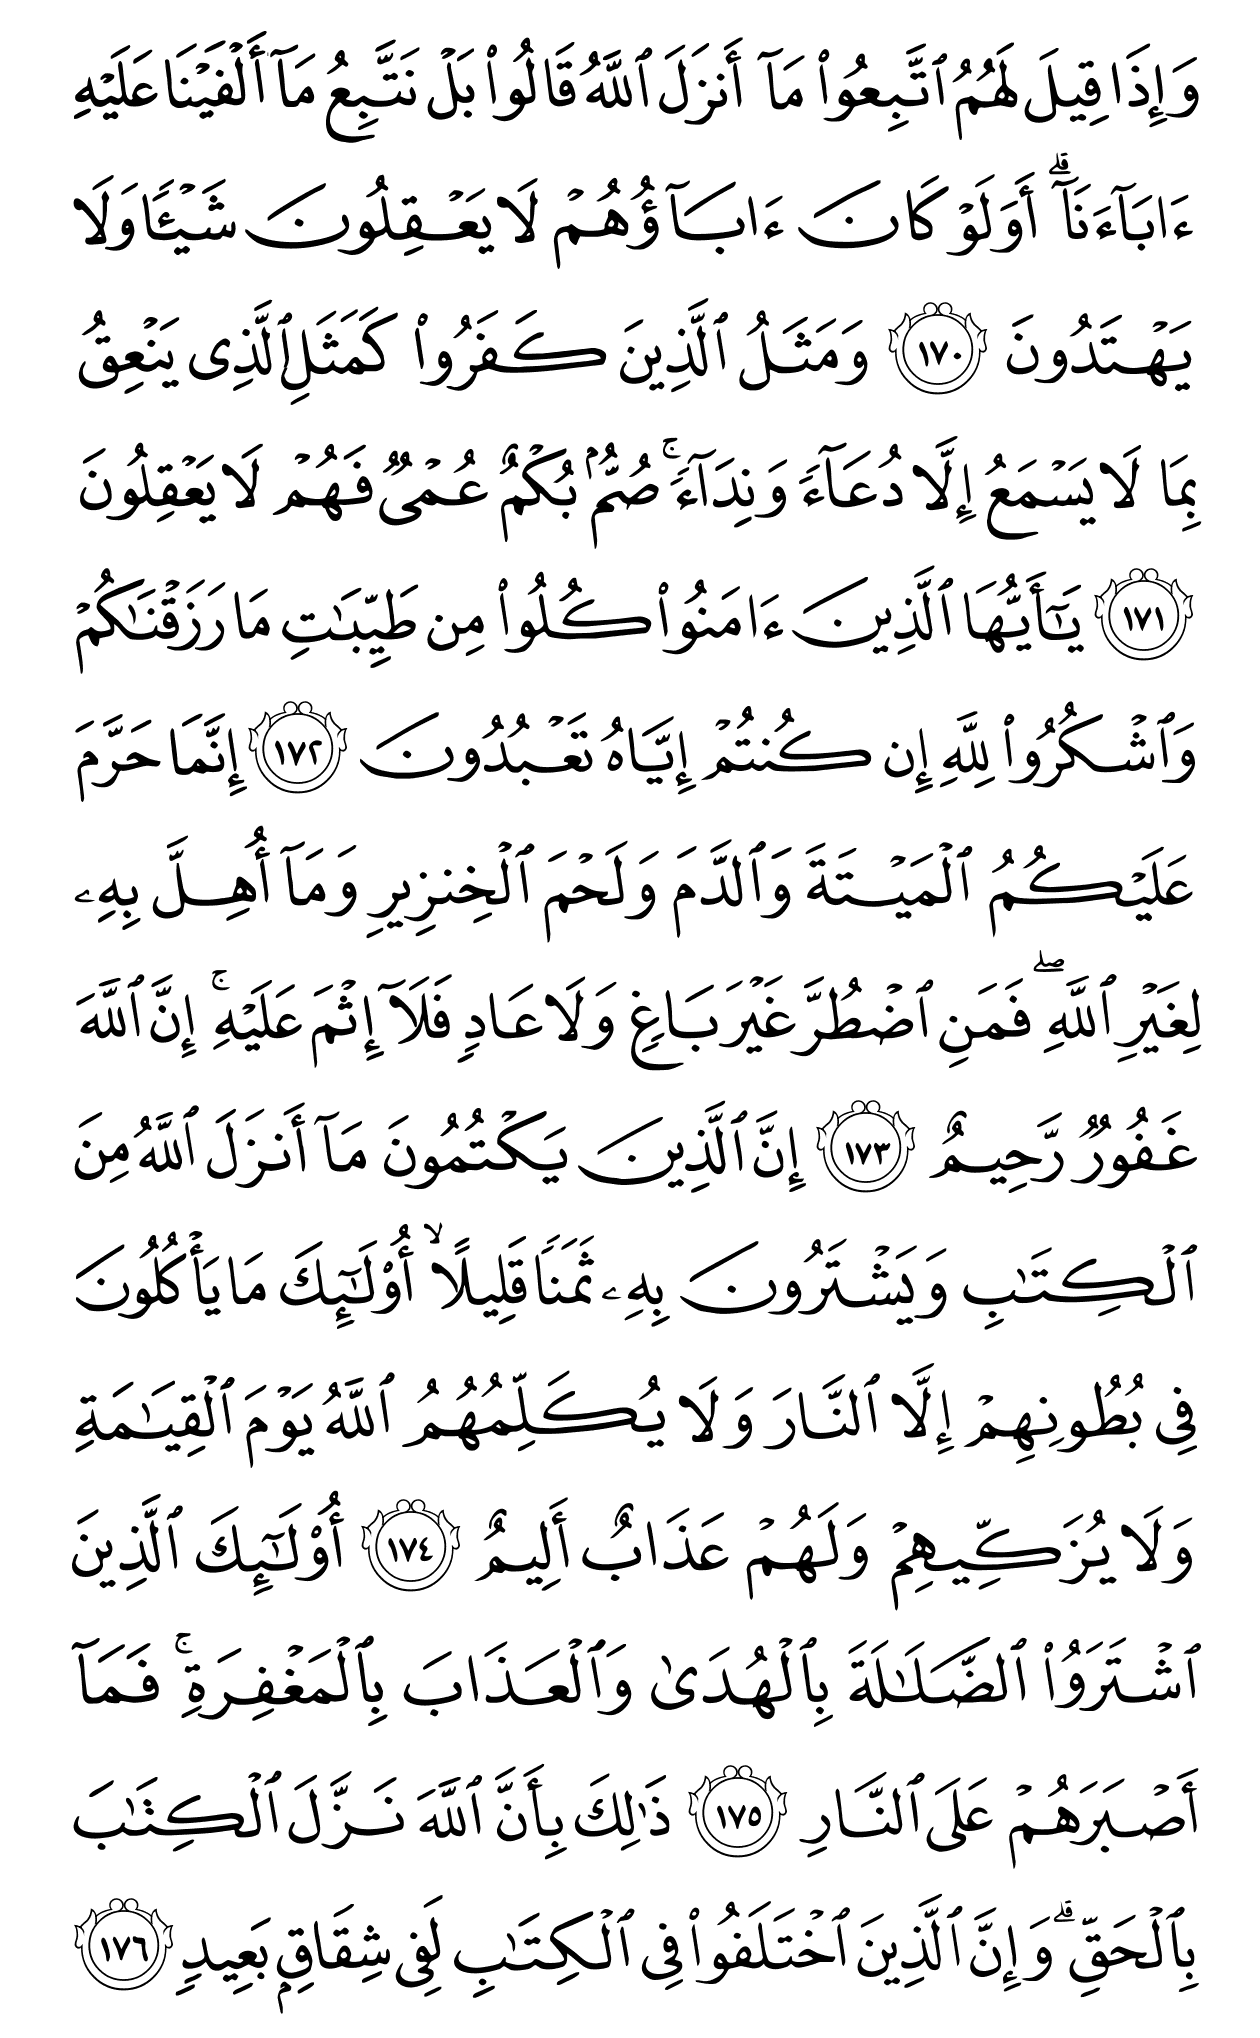 وَإِذَا قِيلَ لَهُمُ ٱتَّبِعُواْ مَآ أَنزَلَ ٱللَّهُ قَالُواْ بَلۡ نَتَّبِعُ مَآ أَلۡفَيۡنَا عَلَيۡهِ
ءَابَآءَنَآۚ أَوَلَوۡ كَانَ ءَابَآؤُهُمۡ لَا يَعۡقِلُونَ شَيۡـًٔا وَلَا
يَهۡتَدُونَ ١٧٠ وَمَثَلُ ٱلَّذِينَ كَفَرُواْ كَمَثَلِ ٱلَّذِى يَنۡعِقُ
بِمَا لَا يَسۡمَعُ إِلَّا دُعَآءً وَنِدَآءًۚ صُمُّۢ بُكۡمٌ عُمۡىٌ فَهُمۡ لَا يَعۡقِلُونَ
١٧١ يَٰٓأَيُّهَا ٱلَّذِينَ ءَامَنُواْ كُلُواْ مِن طَيِّبَٰتِ مَا رَزَقۡنَٰكُمۡ
وَٱشۡكُرُواْ لِلَّهِ إِن كُنتُمۡ إِيَّاهُ تَعۡبُدُونَ ١٧٢ إِنَّمَا حَرَّمَ
عَلَيۡكُمُ ٱلۡمَيۡتَةَ وَٱلدَّمَ وَلَحۡمَ ٱلۡخِنزِيرِ وَمَآ أُهِلَّ بِهِۦ
لِغَيۡرِ ٱللَّهِۖ فَمَنِ ٱضۡطُرَّ غَيۡرَ بَاغٍ وَلَا عَادٍ فَلَآ إِثۡمَ عَلَيۡهِۚ إِنَّ ٱللَّهَ
غَفُورٌ رَّحِيمٌ ١٧٣ إِنَّ ٱلَّذِينَ يَكۡتُمُونَ مَآ أَنزَلَ ٱللَّهُ مِنَ
ٱلۡكِتَٰبِ وَيَشۡتَرُونَ بِهِۦ ثَمَنًا قَلِيلًاۙ أُوْلَٰٓئِكَ مَا يَأۡكُلُونَ
فِى بُطُونِهِمۡ إِلَّا ٱلنَّارَ وَلَا يُكَلِّمُهُمُ ٱللَّهُ يَوۡمَ ٱلۡقِيَٰمَةِ
وَلَا يُزَكِّيهِمۡ وَلَهُمۡ عَذَابٌ أَلِيمٌ ١٧٤ أُوْلَٰٓئِكَ ٱلَّذِينَ
ٱشۡتَرَوُاْ ٱلضَّلَٰلَةَ بِٱلۡهُدَىٰ وَٱلۡعَذَابَ بِٱلۡمَغۡفِرَةِۚ فَمَآ
أَصۡبَرَهُمۡ عَلَى ٱلنَّارِ ١٧٥ ذَٰلِكَ بِأَنَّ ٱللَّهَ نَزَّلَ ٱلۡكِتَٰبَ
بِٱلۡحَقِّۗ وَإِنَّ ٱلَّذِينَ ٱخۡتَلَفُواْ فِى ٱلۡكِتَٰبِ لَفِى شِقَاقِۭ بَعِيدٍ ١٧٦